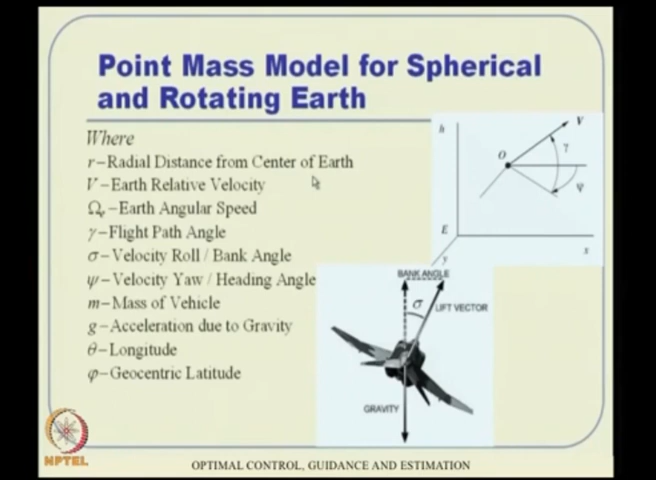 Point Mass Model for Spherical
and Rotating Earth
Where
r–Radial Distance from Center of Earth
V–Earth Relative Velocity
Ωe–Earth Angular Speed
γ–Flight Path Angle
σ–Velocity Roll / Bank Angle
ψ–Velocity Yaw / Heading Angle
m–Mass of Vehicle
g–Acceleration due to Gravity
θ–Longitude
φ–Geocentric Latitude
h
V
O
γ
ψ
E
x
y
BANK ANGLE
σ
LIFT VECTOR
GRAVITY
NPTEL
OPTIMAL CONTROL, GUIDANCE AND ESTIMATION